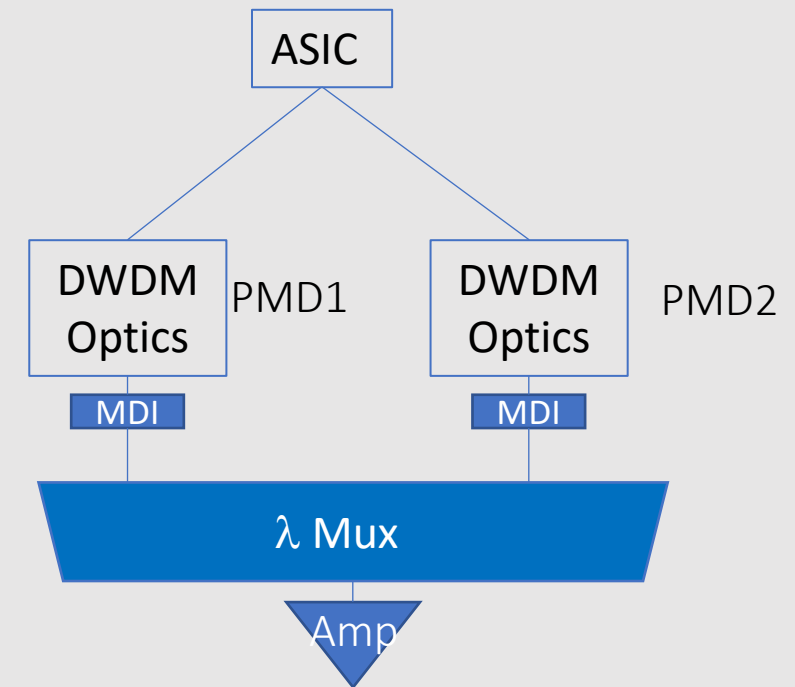 ASIC
DWDM
Optics
PMD1
DWDM
Optics
PMD2
MDI
MDI
λ Mux
Amp